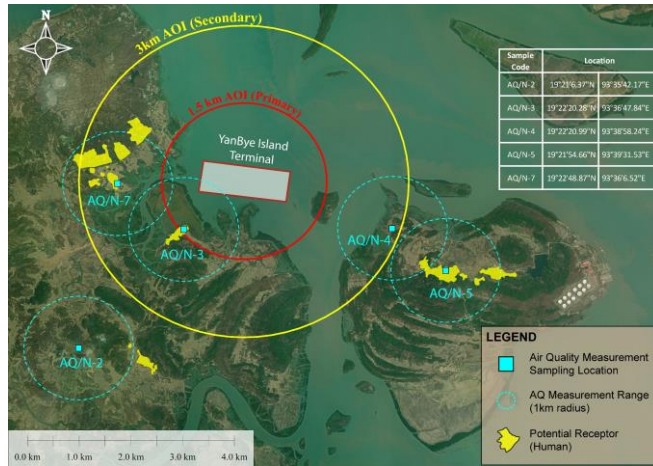 N
3km AOI (Secondary)
1.5 km AOI (Primary)
YanBye Island
Terminal
AQ/N-7
AQ/N-3
AQ/N-4
AQ/N-5
AQ/N-2
Sample Code Location
AQ/N-2 19°21'6.37"N 93°35'42.17"E
AQ/N-3 19°22'20.28"N 93°36'47.84"E
AQ/N-4 19°22'20.99"N 93°38'58.24"E
AQ/N-5 19°21'54.66"N 93°39'31.53"E
AQ/N-7 19°22'48.87"N 93°36'6.52"E
LEGEND
Air Quality Measurement
Sampling Location
AQ Measurement Range
(1km radius)
Potential Receptor
(Human)
0.0 km 1.0 km 2.0 km 3.0 km 4.0 km